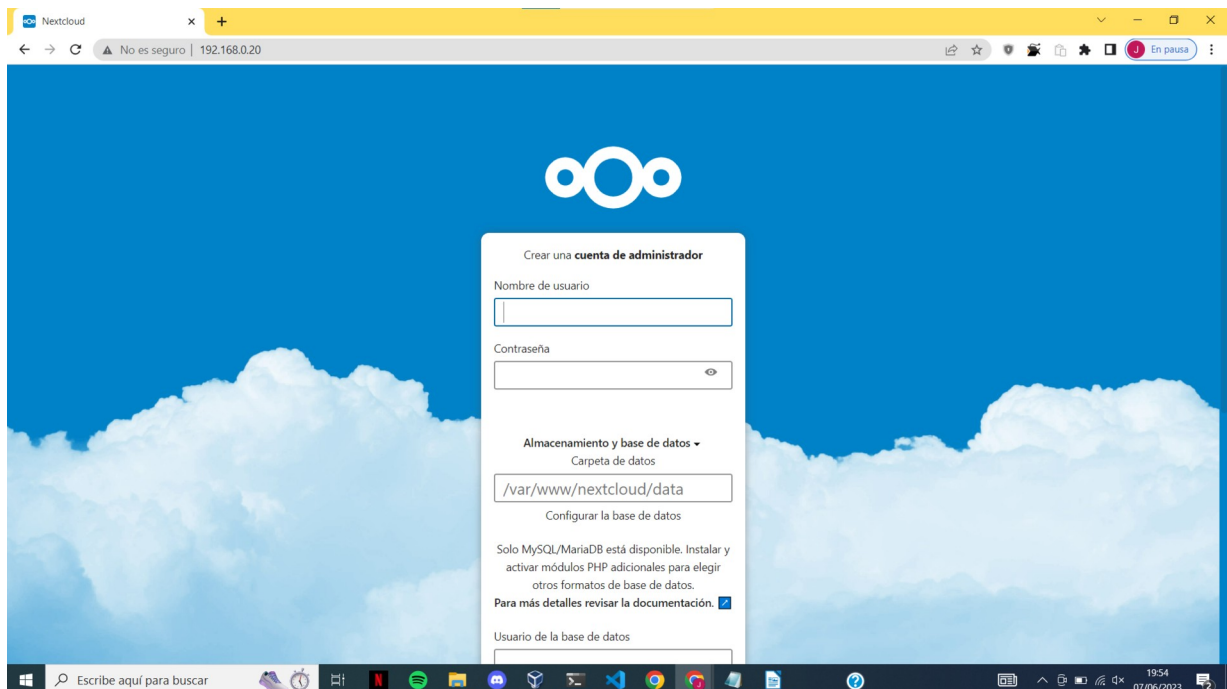 Nextcloud
No es seguro | 192.168.0.20
J En pausa
Crear una cuenta de administrador
Nombre de usuario
Contraseña
Almacenamiento y base de datos
Carpeta de datos
/var/www/nextcloud/data
Configurar la base de datos
Solo MySQL/MariaDB está disponible. Instalar y
activar módulos PHP adicionales para elegir
otros formatos de base de datos.
Para más detalles revisar la documentación.
Usuario de la base de datos
Escribe aquí para buscar
19:54
07/06/2023